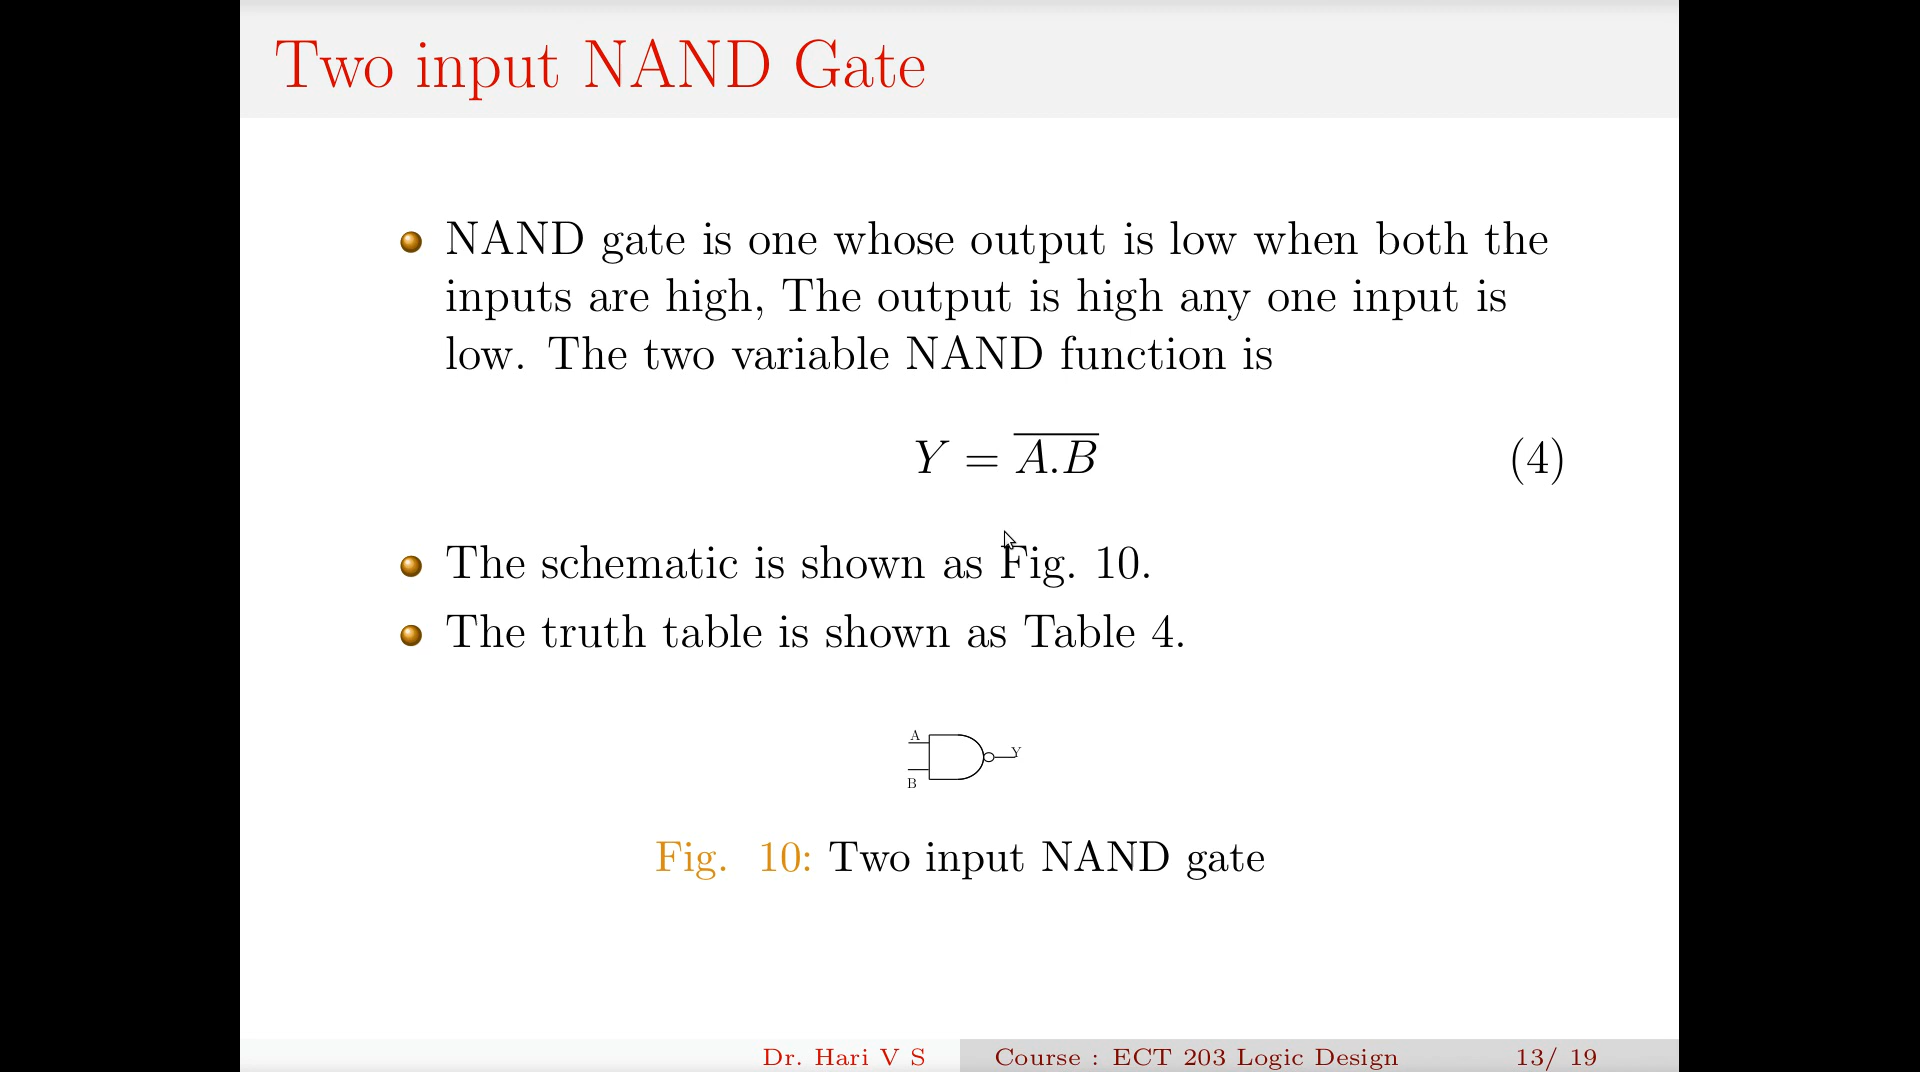 Two input NAND Gate
NAND gate is one whose output is low when both the
inputs are high, The output is high any one input is
low. The two variable NAND function is
Y = \overline{A.B} (4)
The schematic is shown as Fig. 10.
The truth table is shown as Table 4.
A
B
Y
Fig. 10: Two input NAND gate
Dr. Hari V S Course : ECT 203 Logic Design 13/ 19